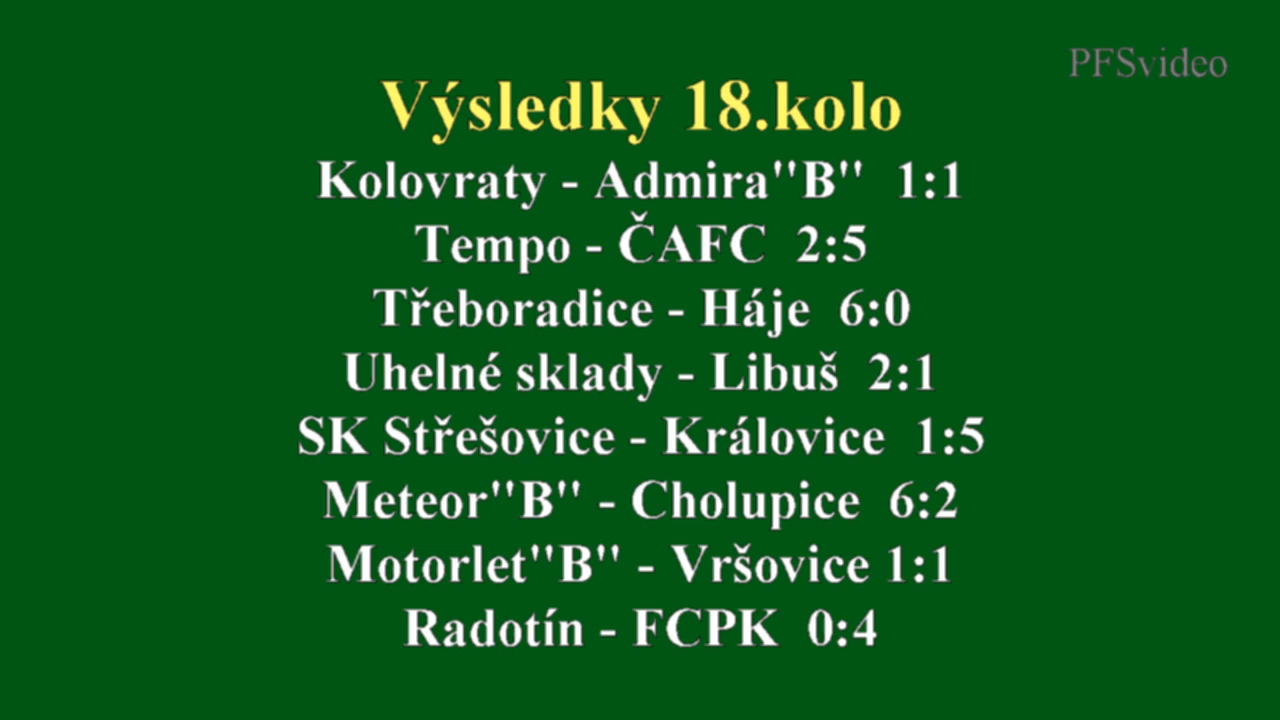 PFSvideo
Výsledky 18.kolo
Kolovraty - Admira"B" 1:1
Tempo - ČAFC 2:5
Třeboradice - Háje 6:0
Uhelné sklady - Libuš 2:1
SK Střešovice - Královice 1:5
Meteor"B" - Cholupice 6:2
Motorlet"B" - Vršovice 1:1
Radotín - FCPK 0:4